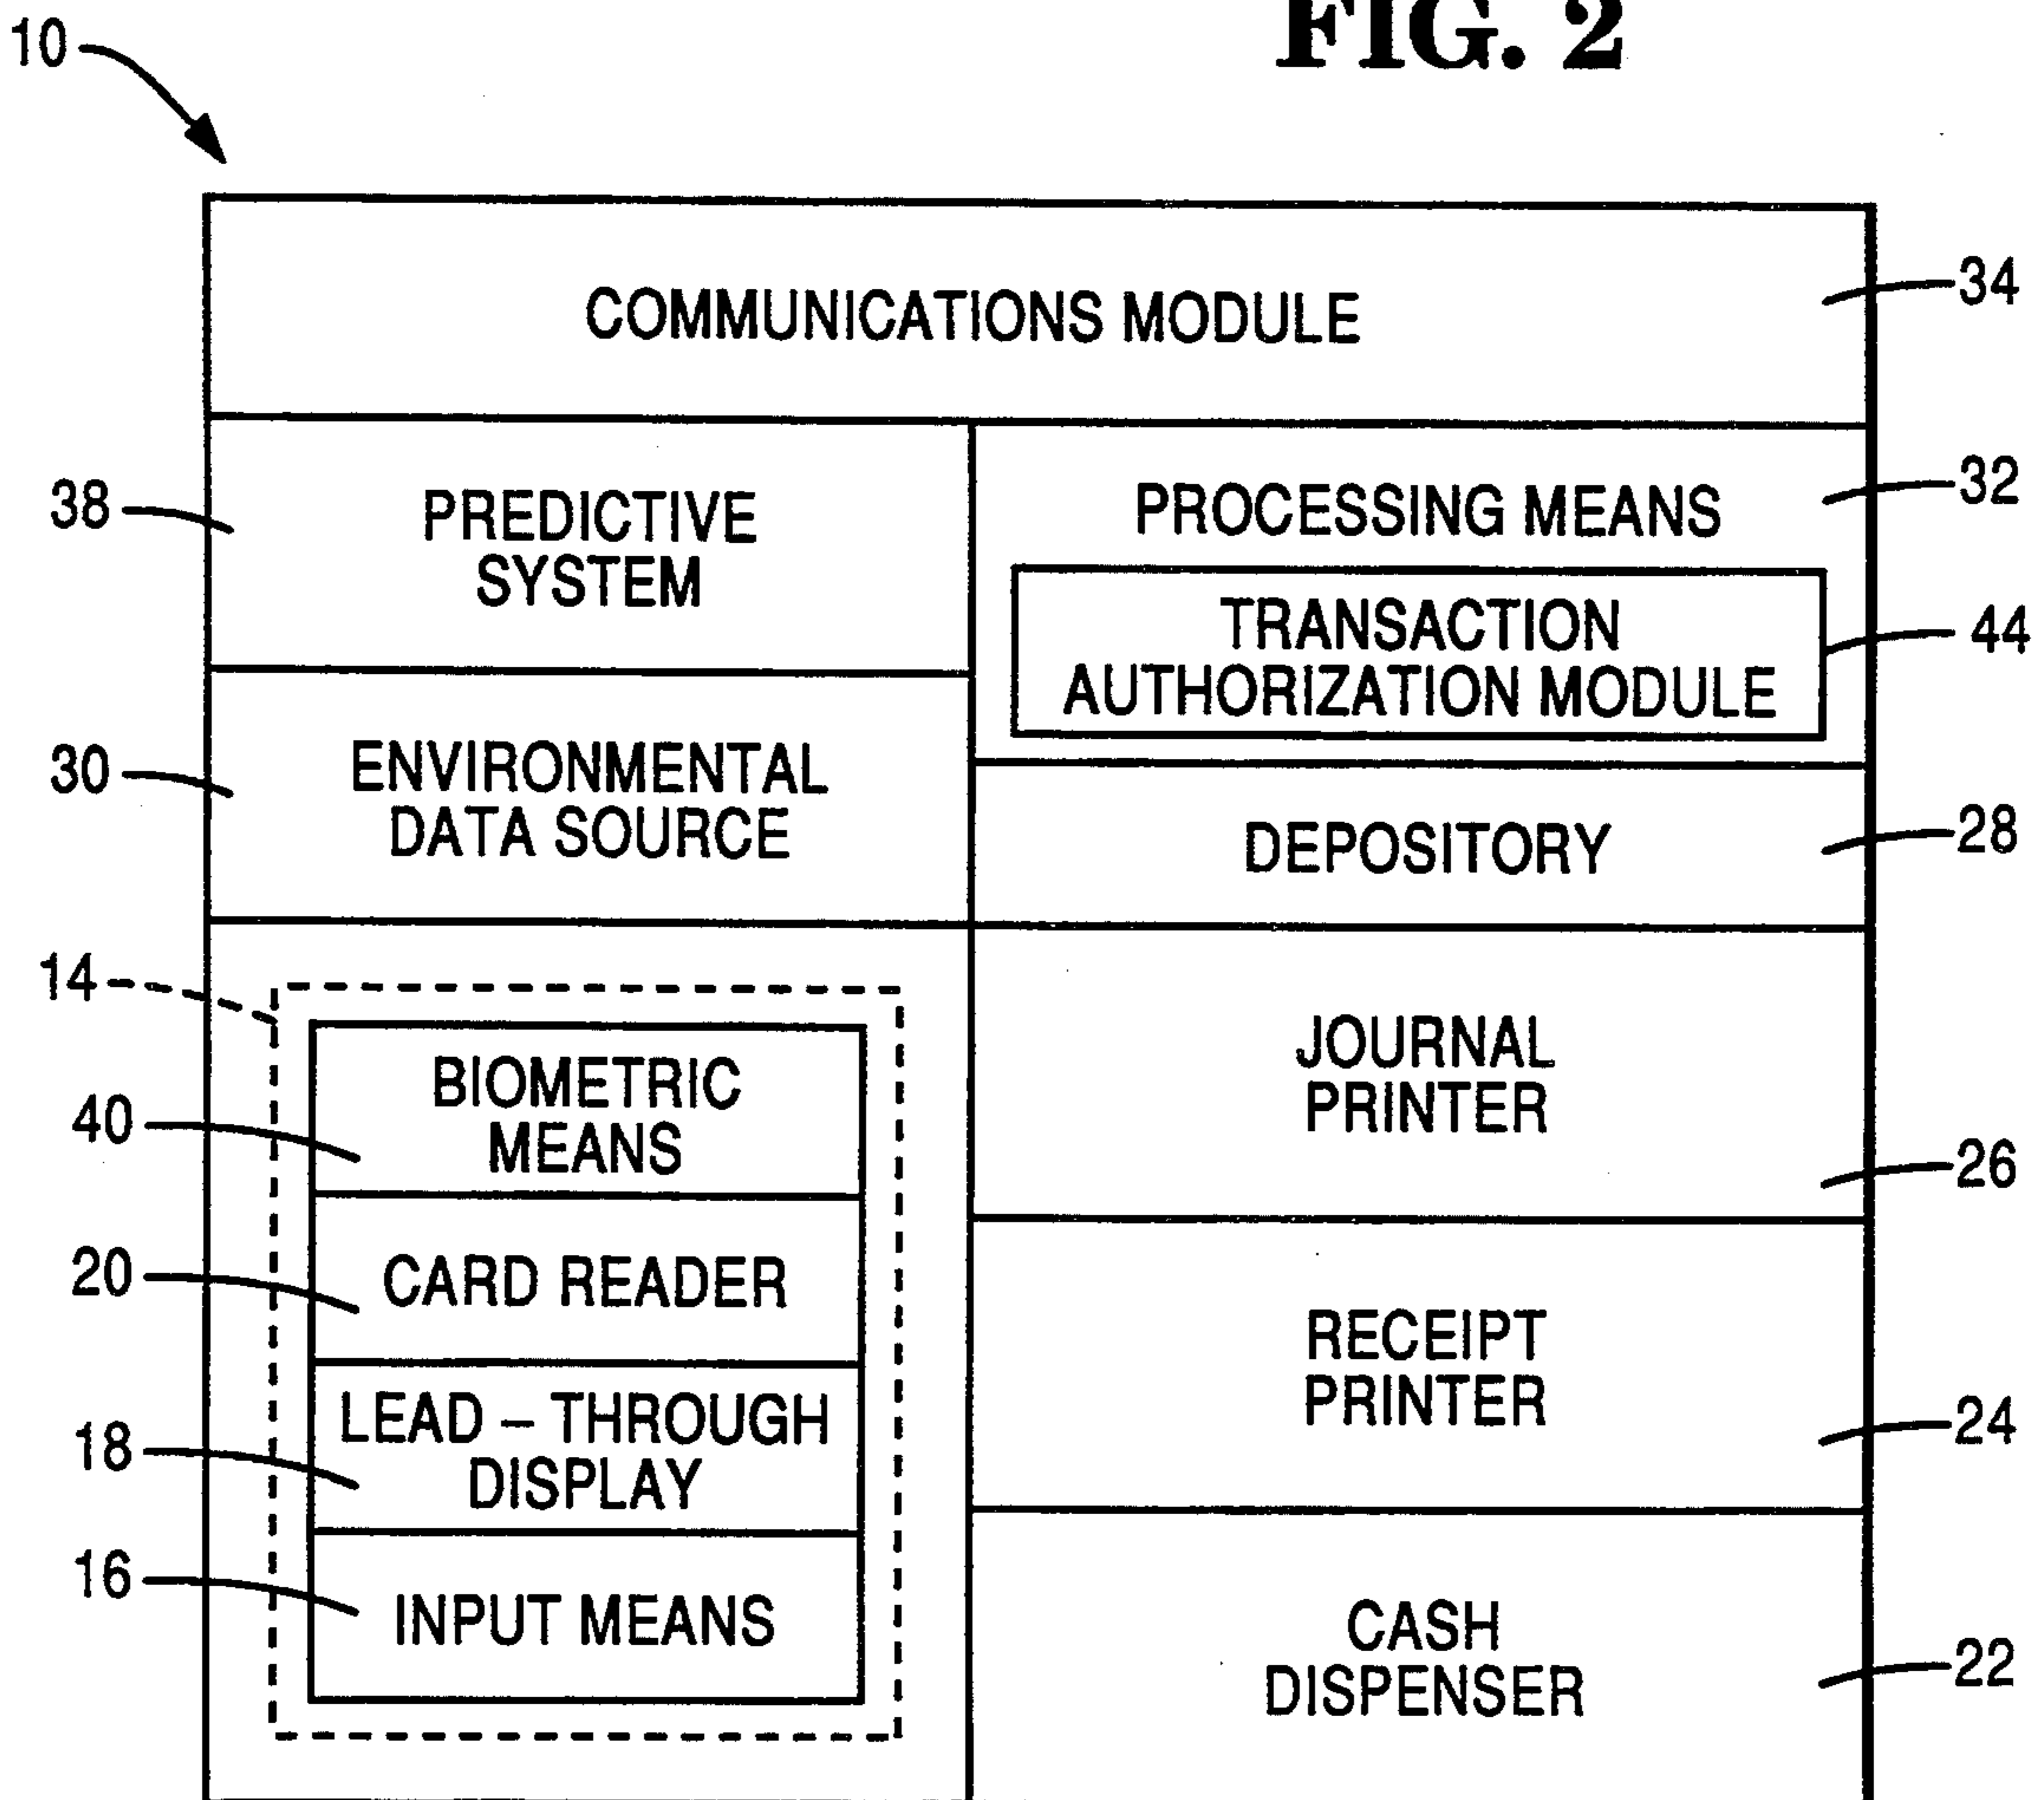 FIG. 2
10
COMMUNICATIONS MODULE
34
38
PREDICTIVE
SYSTEM
PROCESSING MEANS
32
TRANSACTION
AUTHORIZATION MODULE
44
30
ENVIRONMENTAL
DATA SOURCE
DEPOSITORY
28
14
BIOMETRIC
MEANS
40
CARD READER
20
LEAD – THROUGH
DISPLAY
18
INPUT MEANS
16
JOURNAL
PRINTER
26
RECEIPT
PRINTER
24
CASH
DISPENSER
22